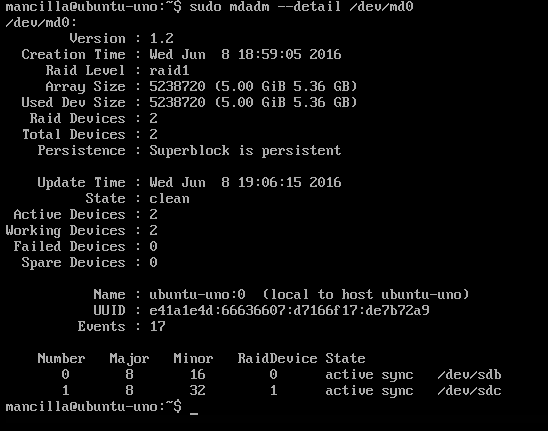 mancilla@ubuntu-uno:~$ sudo mdadm --detail /dev/md0
/dev/md0:
Version : 1.2
Creation Time : Wed Jun  8 18:59:05 2016
Raid Level : raid1
Array Size : 5238720 (5.00 GiB 5.36 GB)
Used Dev Size : 5238720 (5.00 GiB 5.36 GB)
Raid Devices : 2
Total Devices : 2
Persistence : Superblock is persistent
Update Time : Wed Jun  8 19:06:15 2016
State : clean
Active Devices : 2
Working Devices : 2
Failed Devices : 0
Spare Devices : 0
Name : ubuntu-uno:0  (local to host ubuntu-uno)
UUID : e41a1e4d:66636607:d7166f17:de7b72a9
Events : 17
Number   Major   Minor   RaidDevice State
0       8       16        0      active sync   /dev/sdb
1       8       32        1      active sync   /dev/sdc
mancilla@ubuntu-uno:~$ _